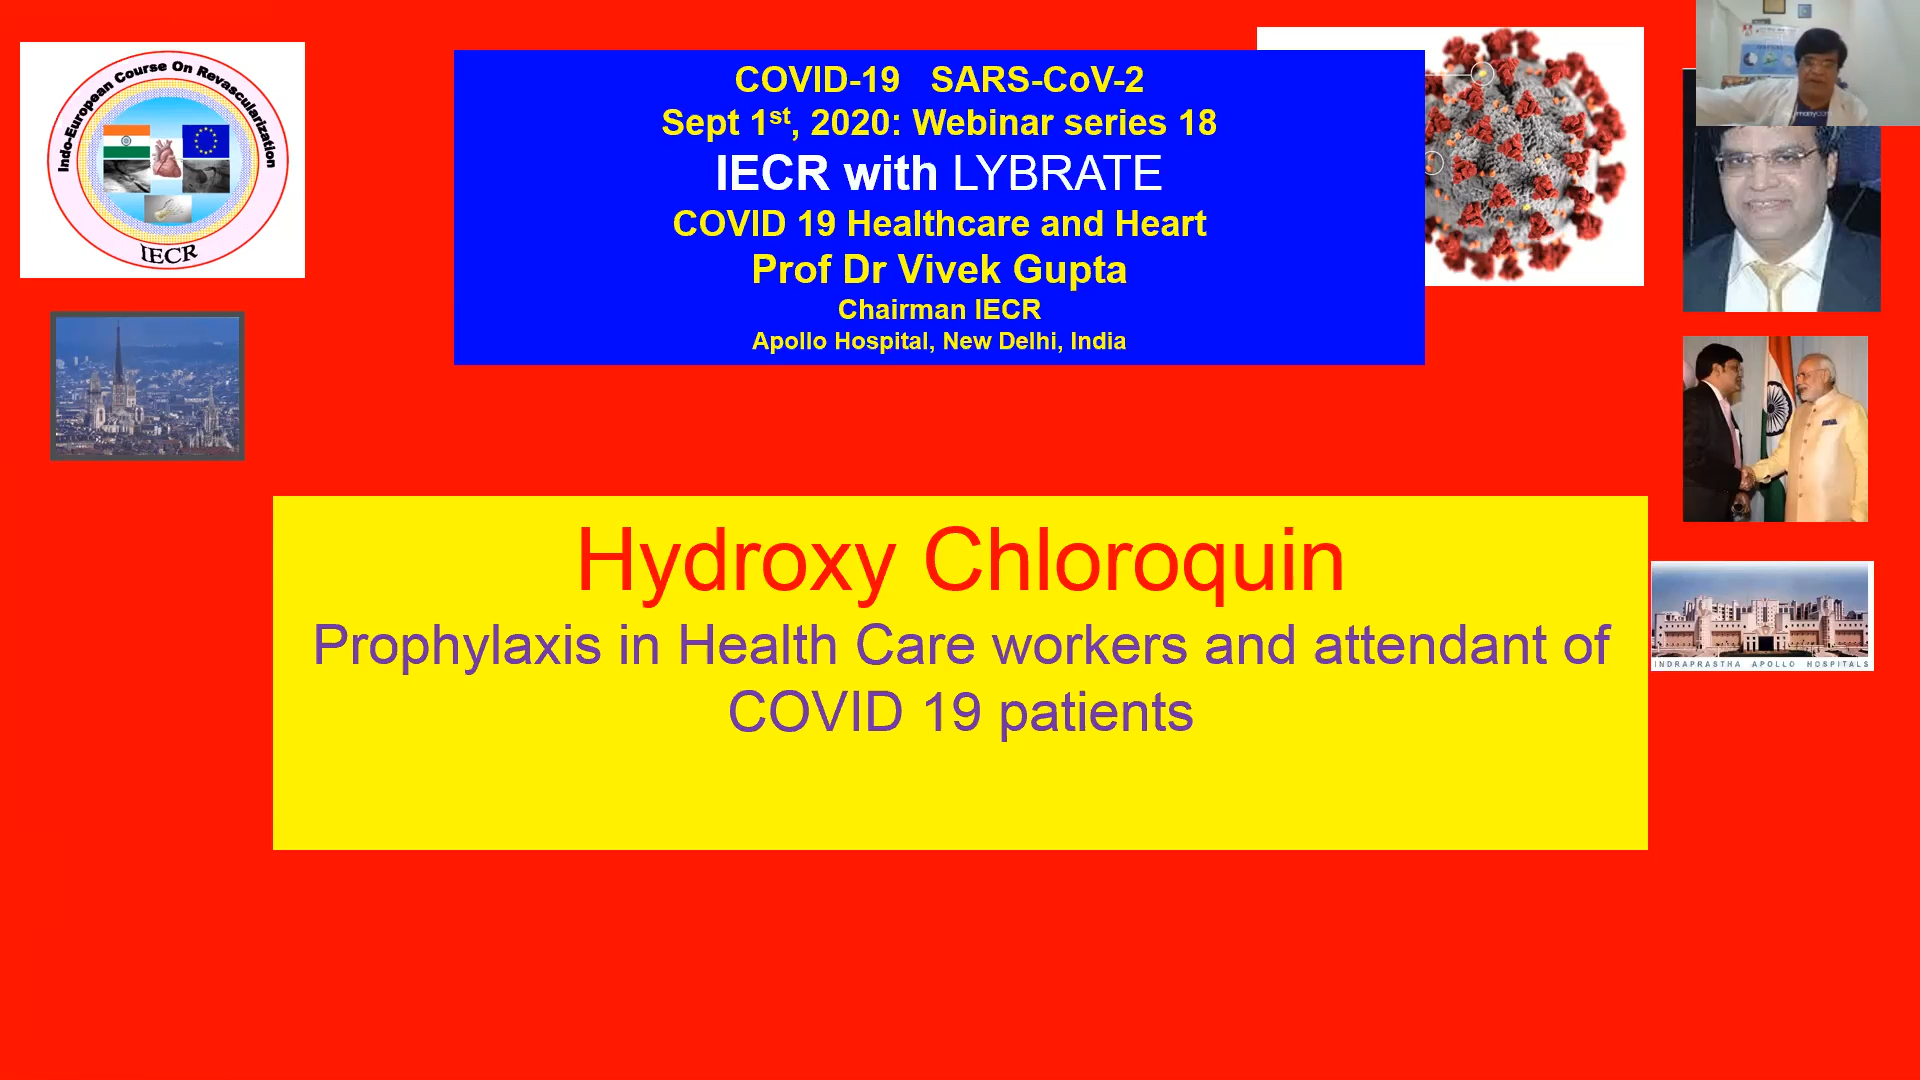 Indo-European Course On Revascularization
IECR
COVID-19 SARS-CoV-2
Sept 1st, 2020: Webinar series 18
IECR with LYBRATE
COVID 19 Healthcare and Heart
Prof Dr Vivek Gupta
Chairman IECR
Apollo Hospital, New Delhi, India
Hydroxy Chloroquin
Prophylaxis in Health Care workers and attendant of
COVID 19 patients
INDRAPRASTHA APOLLO HOSPITALS